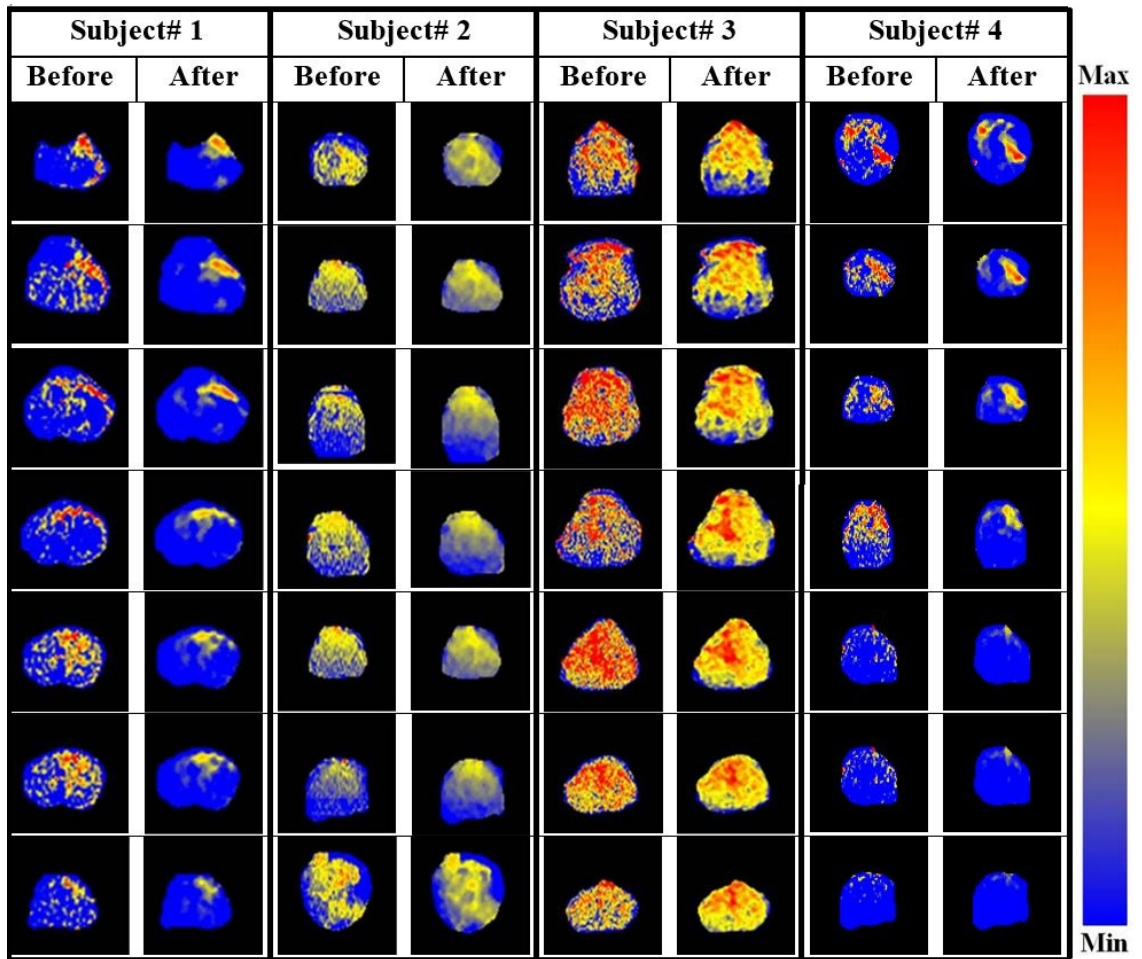 Subject# 1 Subject# 2 Subject# 3 Subject# 4
Before After Before After Before After Before After
Max
Min